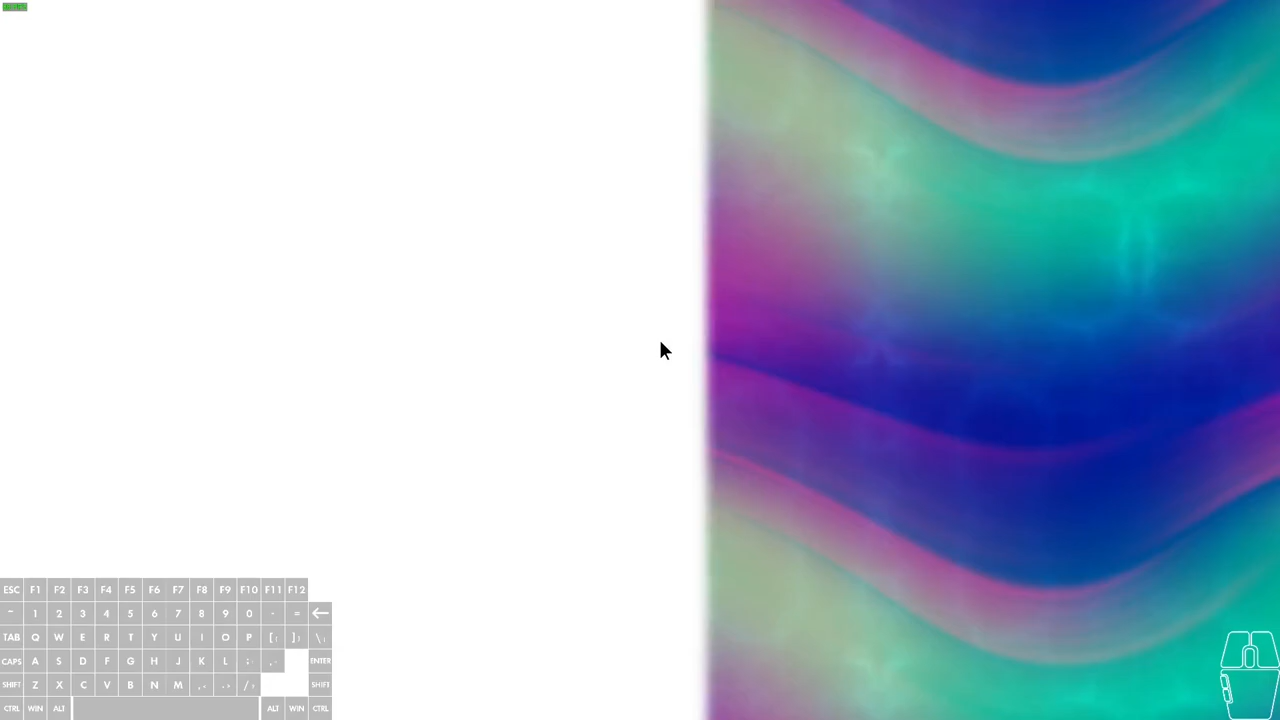 ESC F1 F2 F3 F4 F5 F6 F7 F8 F9 F10 F11 F12
~ 1 2 3 4 5 6 7 8 9 0 - = ←
TAB Q W E R T Y U I O P [ ] \
CAPS A S D F G H J K L ; ENTER
SHIFT Z X C V B N M , . / SHIFT
CTRL WIN ALT ALT WIN CTRL